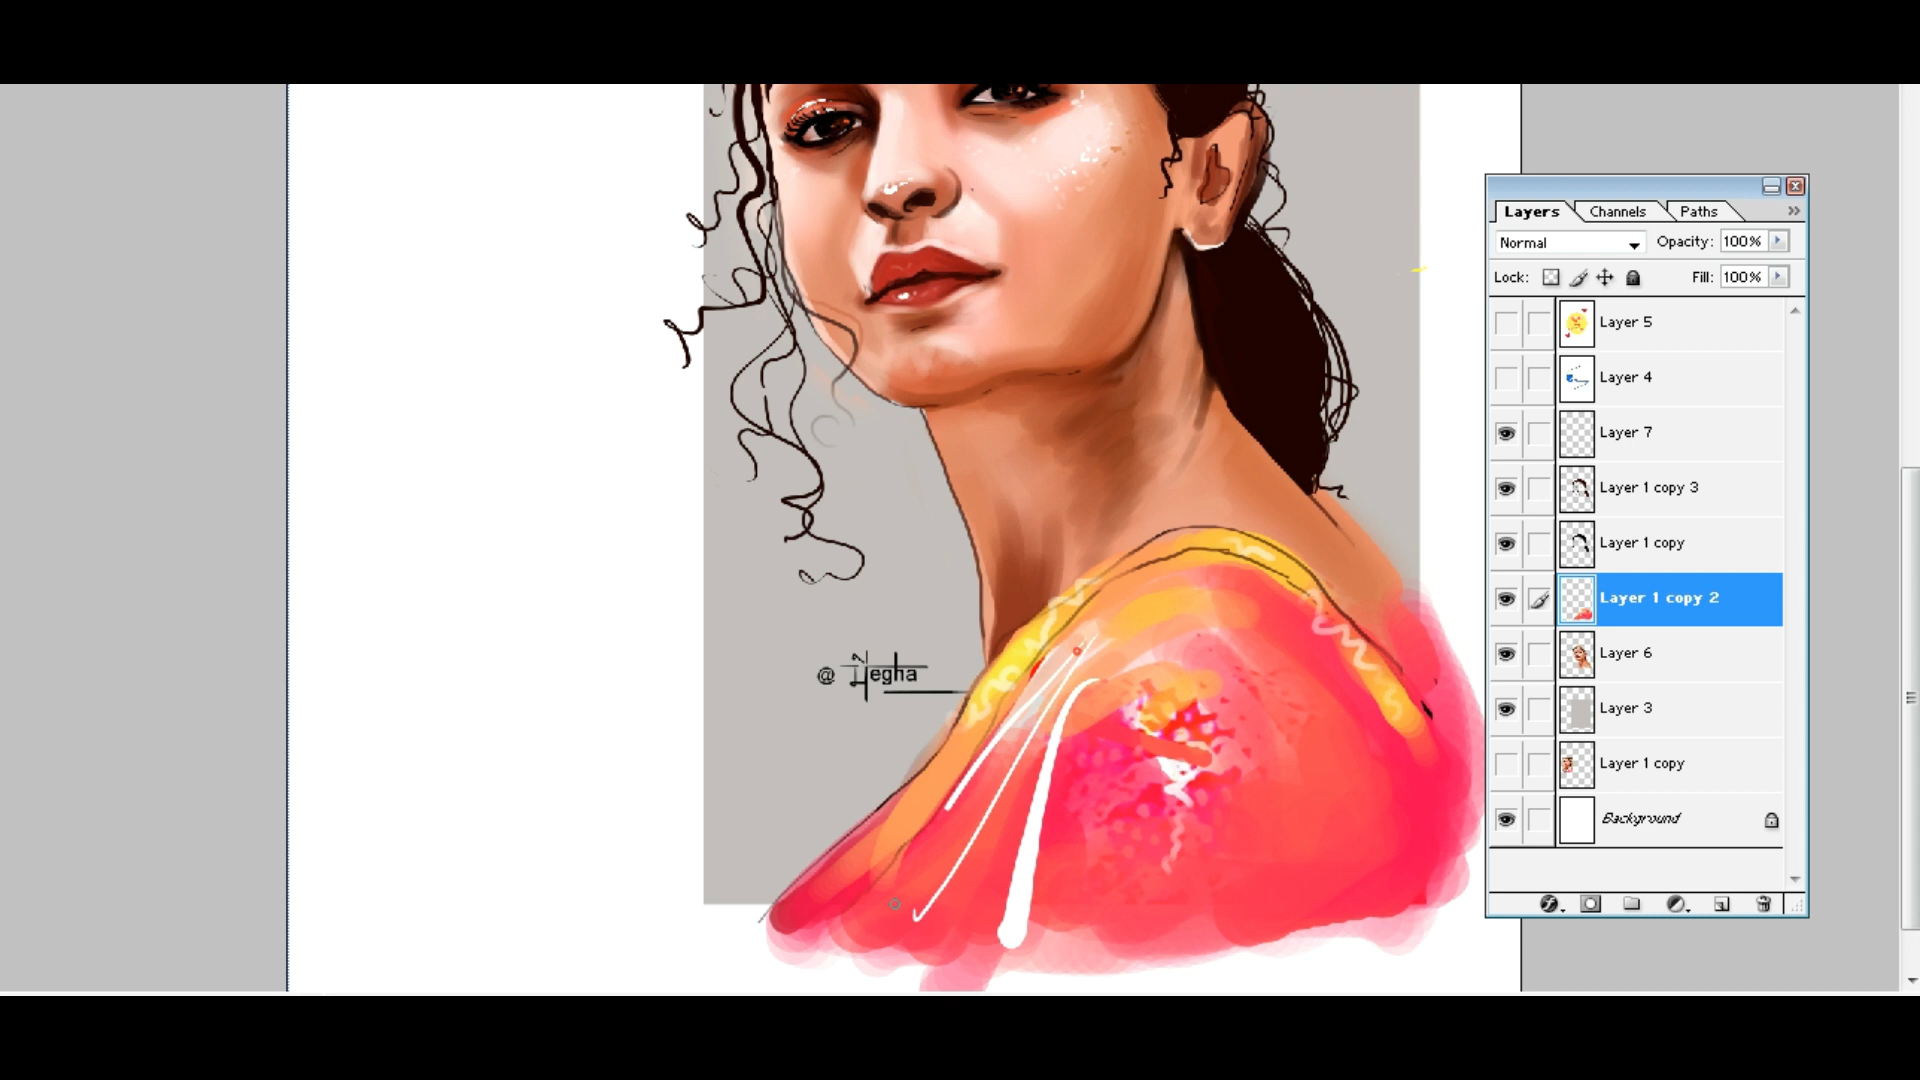 Layers Channels Paths
Normal Opacity: 100%
Lock: Fill: 100%
Layer 5
Layer 4
Layer 7
Layer 1 copy 3
Layer 1 copy
Layer 1 copy 2
Layer 6
Layer 3
Layer 1 copy
Background
@ Megha